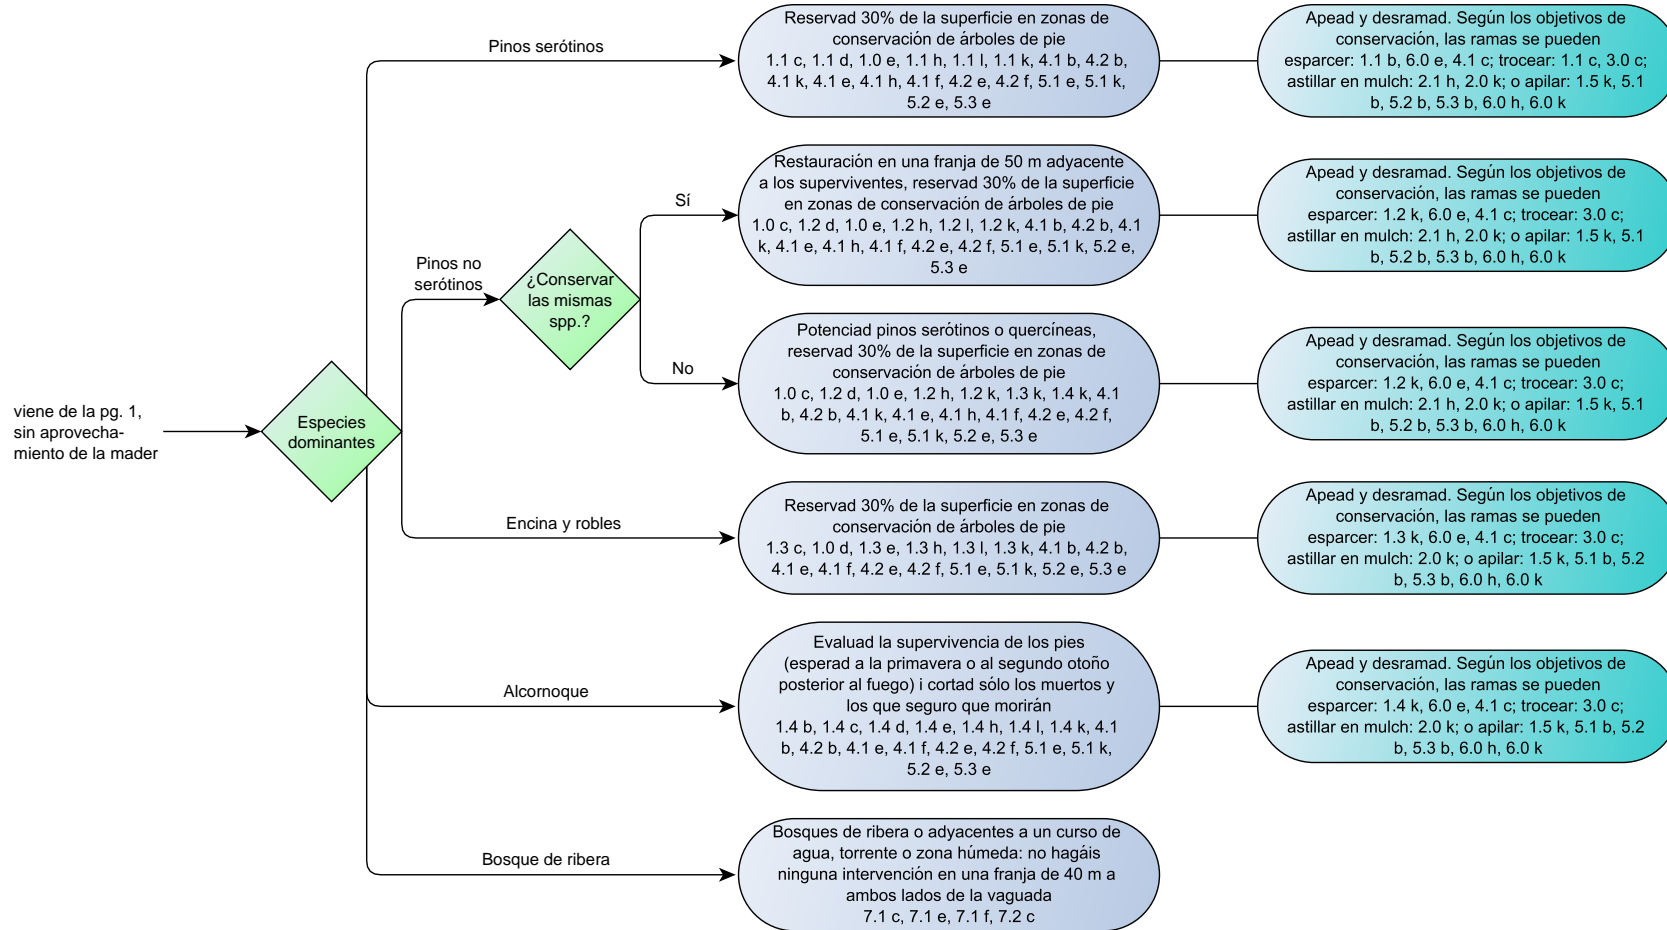 viene de la pg. 1,
sin aprovecha-
miento de la mader
Especies
dominantes
Pinos serótinos
Reservad 30% de la superficie en zonas de
conservación de árboles de pie
1.1 c, 1.1 d, 1.0 e, 1.1 h, 1.1 l, 1.1 k, 4.1 b, 4.2 b,
4.1 k, 4.1 e, 4.1 h, 4.1 f, 4.2 e, 4.2 f, 5.1 e, 5.1 k,
5.2 e, 5.3 e
Apead y desramad. Según los objetivos de
conservación, las ramas se pueden
esparcer: 1.1 b, 6.0 e, 4.1 c; trocear: 1.1 c, 3.0 c;
astillar en mulch: 2.1 h, 2.0 k; o apilar: 1.5 k, 5.1
b, 5.2 b, 5.3 b, 6.0 h, 6.0 k
Pinos no
serótinos
¿Conservar
las mismas
spp.?
Sí
Restauración en una franja de 50 m adyacente
a los superviventes, reservad 30% de la superficie
en zonas de conservación de árboles de pie
1.0 c, 1.2 d, 1.0 e, 1.2 h, 1.2 l, 1.2 k, 4.1 b, 4.2 b, 4.1
k, 4.1 e, 4.1 h, 4.1 f, 4.2 e, 4.2 f, 5.1 e, 5.1 k, 5.2 e,
5.3 e
Apead y desramad. Según los objetivos de
conservación, las ramas se pueden
esparcer: 1.2 k, 6.0 e, 4.1 c; trocear: 3.0 c;
astillar en mulch: 2.1 h, 2.0 k; o apilar: 1.5 k, 5.1
b, 5.2 b, 5.3 b, 6.0 h, 6.0 k
No
Potenciad pinos serótinos o quercíneas,
reservad 30% de la superficie en zonas de
conservación de árboles de pie
1.0 c, 1.2 d, 1.0 e, 1.2 h, 1.2 k, 1.3 k, 1.4 k, 4.1
b, 4.2 b, 4.1 k, 4.1 e, 4.1 h, 4.1 f, 4.2 e, 4.2 f,
5.1 e, 5.1 k, 5.2 e, 5.3 e
Apead y desramad. Según los objetivos de
conservación, las ramas se pueden
esparcer: 1.2 k, 6.0 e, 4.1 c; trocear: 3.0 c;
astillar en mulch: 2.1 h, 2.0 k; o apilar: 1.5 k, 5.1
b, 5.2 b, 5.3 b, 6.0 h, 6.0 k
Encina y robles
Reservad 30% de la superficie en zonas de
conservación de árboles de pie
1.3 c, 1.0 d, 1.3 e, 1.3 h, 1.3 l, 1.3 k, 4.1 b, 4.2 b,
4.1 e, 4.1 f, 4.2 e, 4.2 f, 5.1 e, 5.1 k, 5.2 e, 5.3 e
Apead y desramad. Según los objetivos de
conservación, las ramas se pueden
esparcer: 1.3 k, 6.0 e, 4.1 c; trocear: 3.0 c;
astillar en mulch: 2.0 k; o apilar: 1.5 k, 5.1 b, 5.2
b, 5.3 b, 6.0 h, 6.0 k
Alcornoque
Evaluad la supervivencia de los pies
(esperad a la primavera o al segundo otoño
posterior al fuego) i cortad sólo los muertos y
los que seguro que morirán
1.4 b, 1.4 c, 1.4 d, 1.4 e, 1.4 h, 1.4 l, 1.4 k, 4.1
b, 4.2 b, 4.1 e, 4.1 f, 4.2 e, 4.2 f, 5.1 e, 5.1 k,
5.2 e, 5.3 e
Apead y desramad. Según los objetivos de
conservación, las ramas se pueden
esparcer: 1.4 k, 6.0 e, 4.1 c; trocear: 3.0 c;
astillar en mulch: 2.0 k; o apilar: 1.5 k, 5.1 b, 5.2
b, 5.3 b, 6.0 h, 6.0 k
Bosque de ribera
Bosques de ribera o adyacentes a un curso de
agua, torrente o zona húmeda: no hagáis
ninguna intervención en una franja de 40 m a
ambos lados de la vaguada
7.1 c, 7.1 e, 7.1 f, 7.2 c